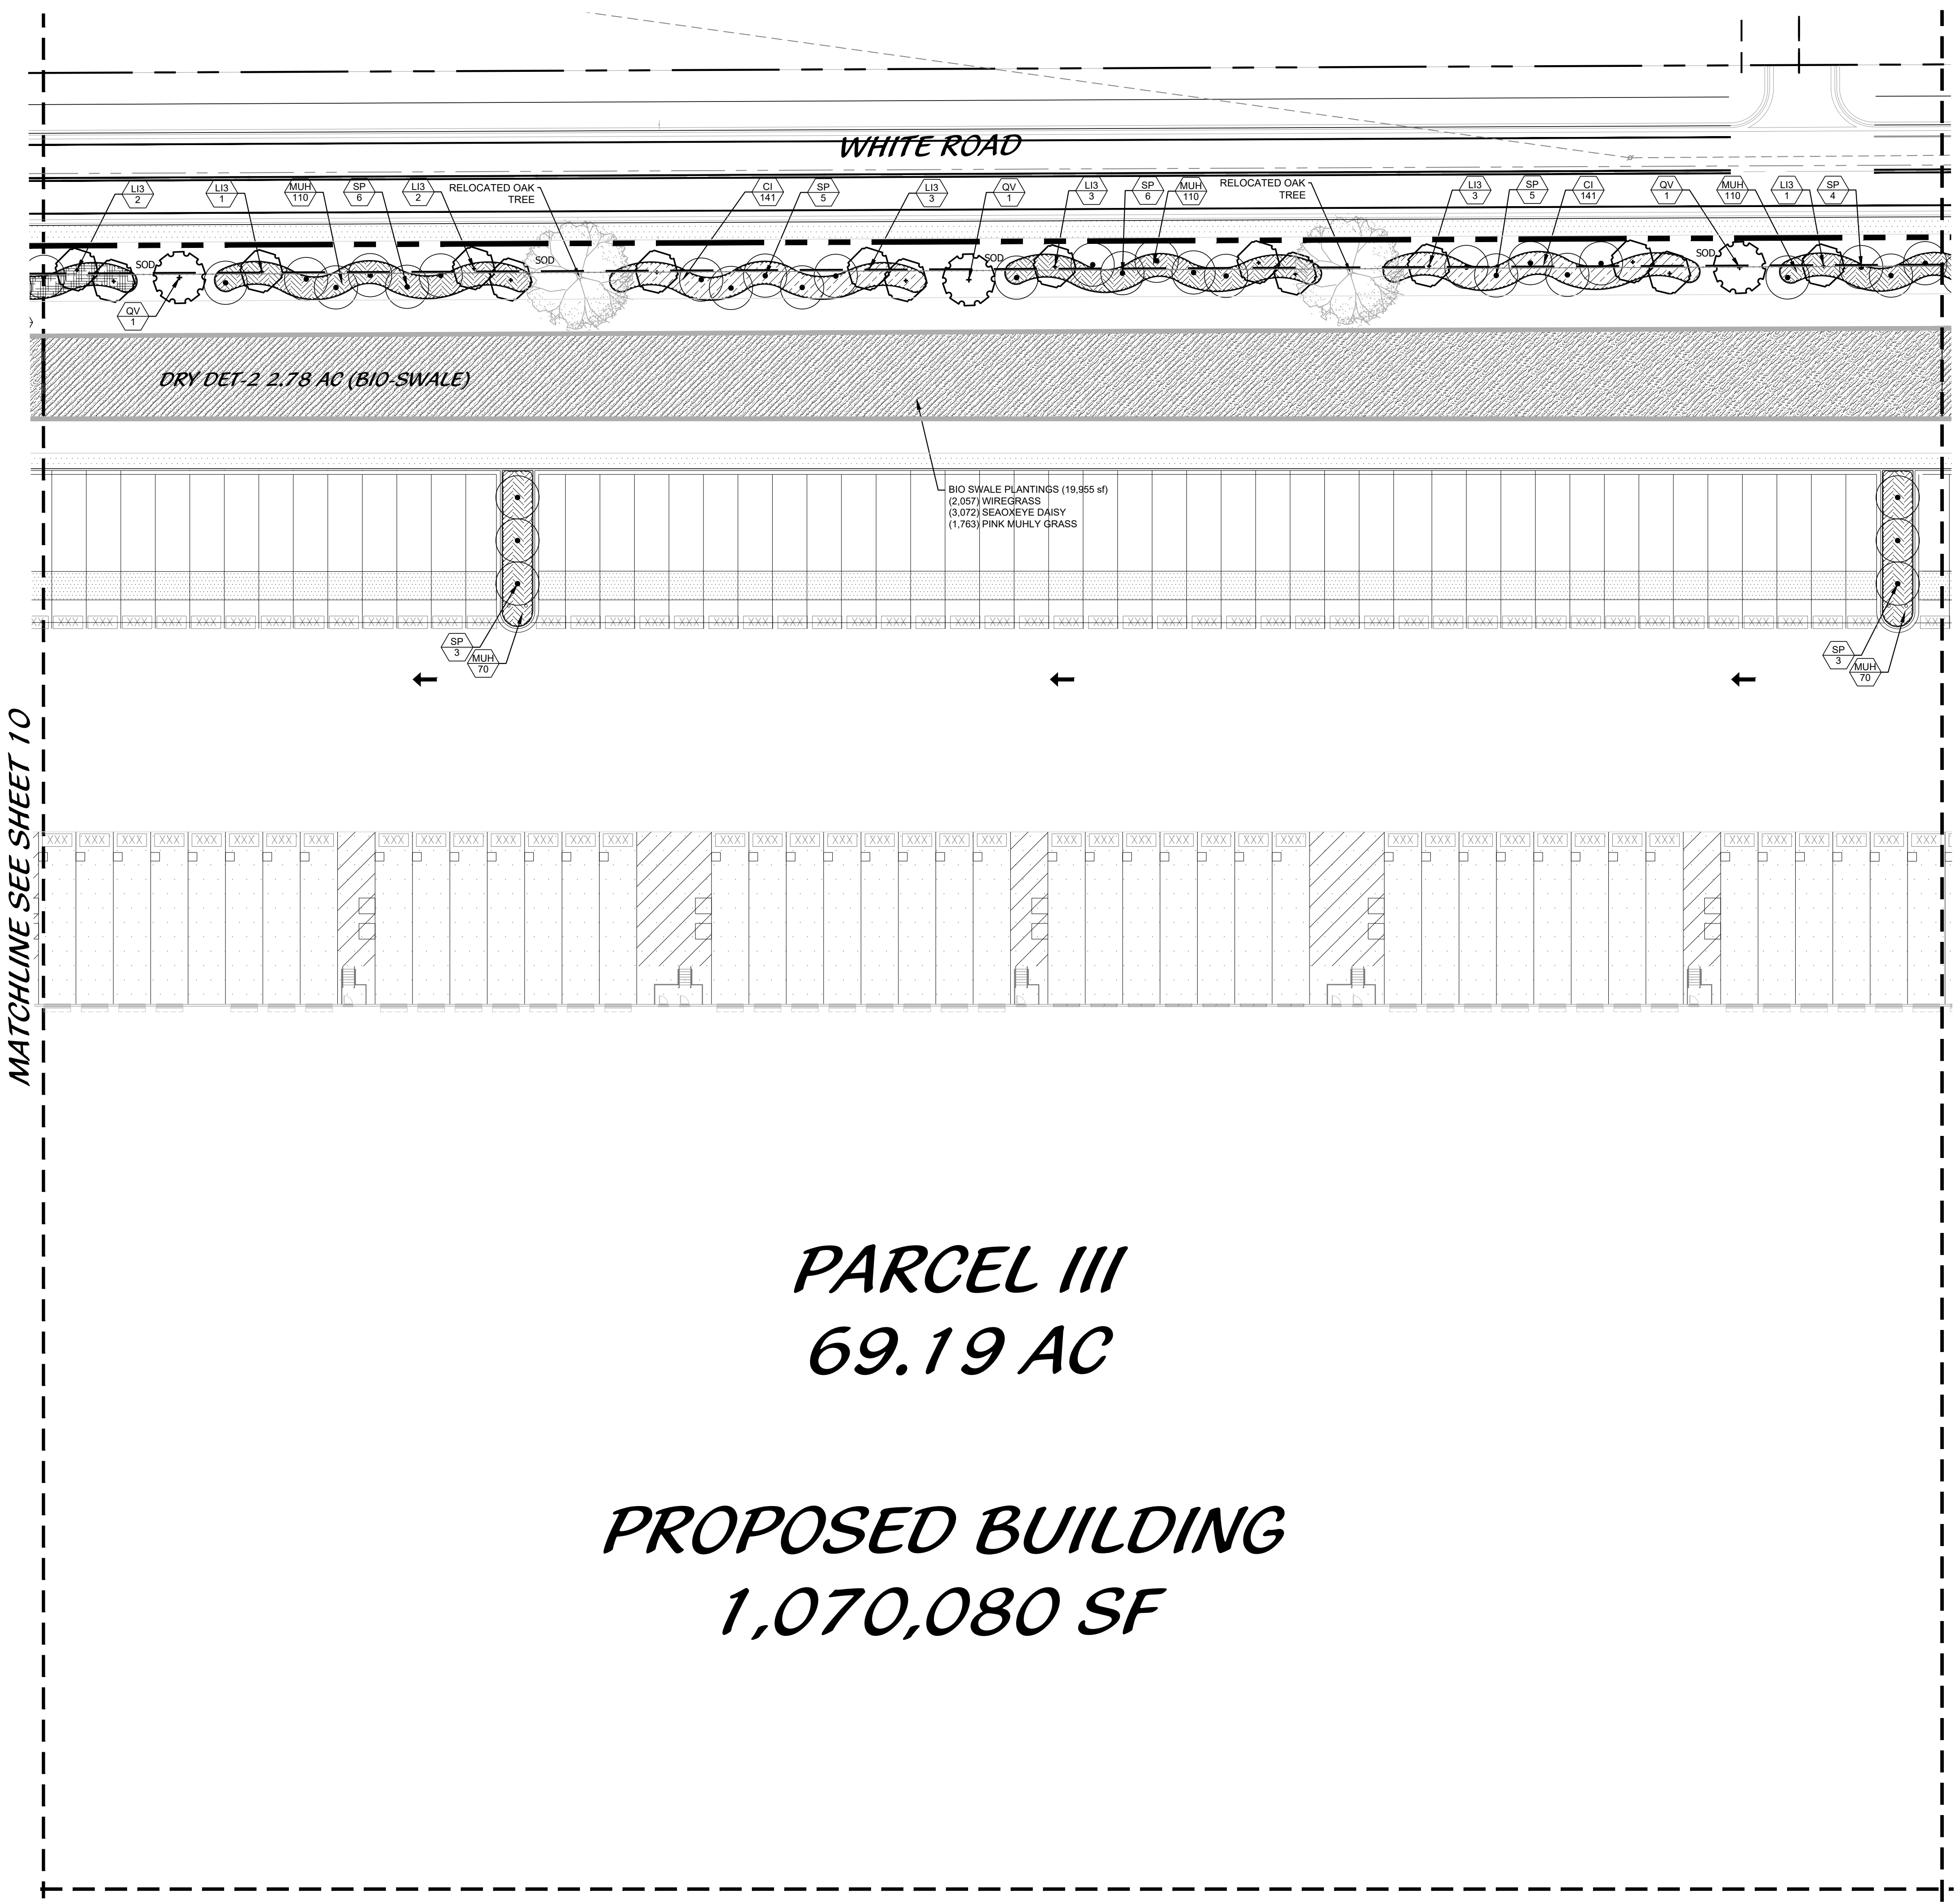 WHITE ROAD
LI3
2
LI3
1
MUH
110
SP
6
LI3
2
RELOCATED OAK
TREE
CI
141
SP
5
LI3
3
QV
1
LI3
3
SP
6
MUH
110
RELOCATED OAK
TREE
LI3
3
SP
5
CI
141
QV
1
MUH
110
LI3
1
SP
4
SOD
SOD
SOD
SOD
QV
1
DRY DET-2 2.78 AC (BIO-SWALE)
BIO SWALE PLANTINGS (19,955 sf)
(2,057) WIREGRASS
(3,072) SEAOXEYE DAISY
(1,763) PINK MUHLY GRASS
SP
3
MUH
70
SP
3
MUH
70
MATCHLINE SEE SHEET 10
PARCEL III
69.19 AC
PROPOSED BUILDING
1,070,080 SF